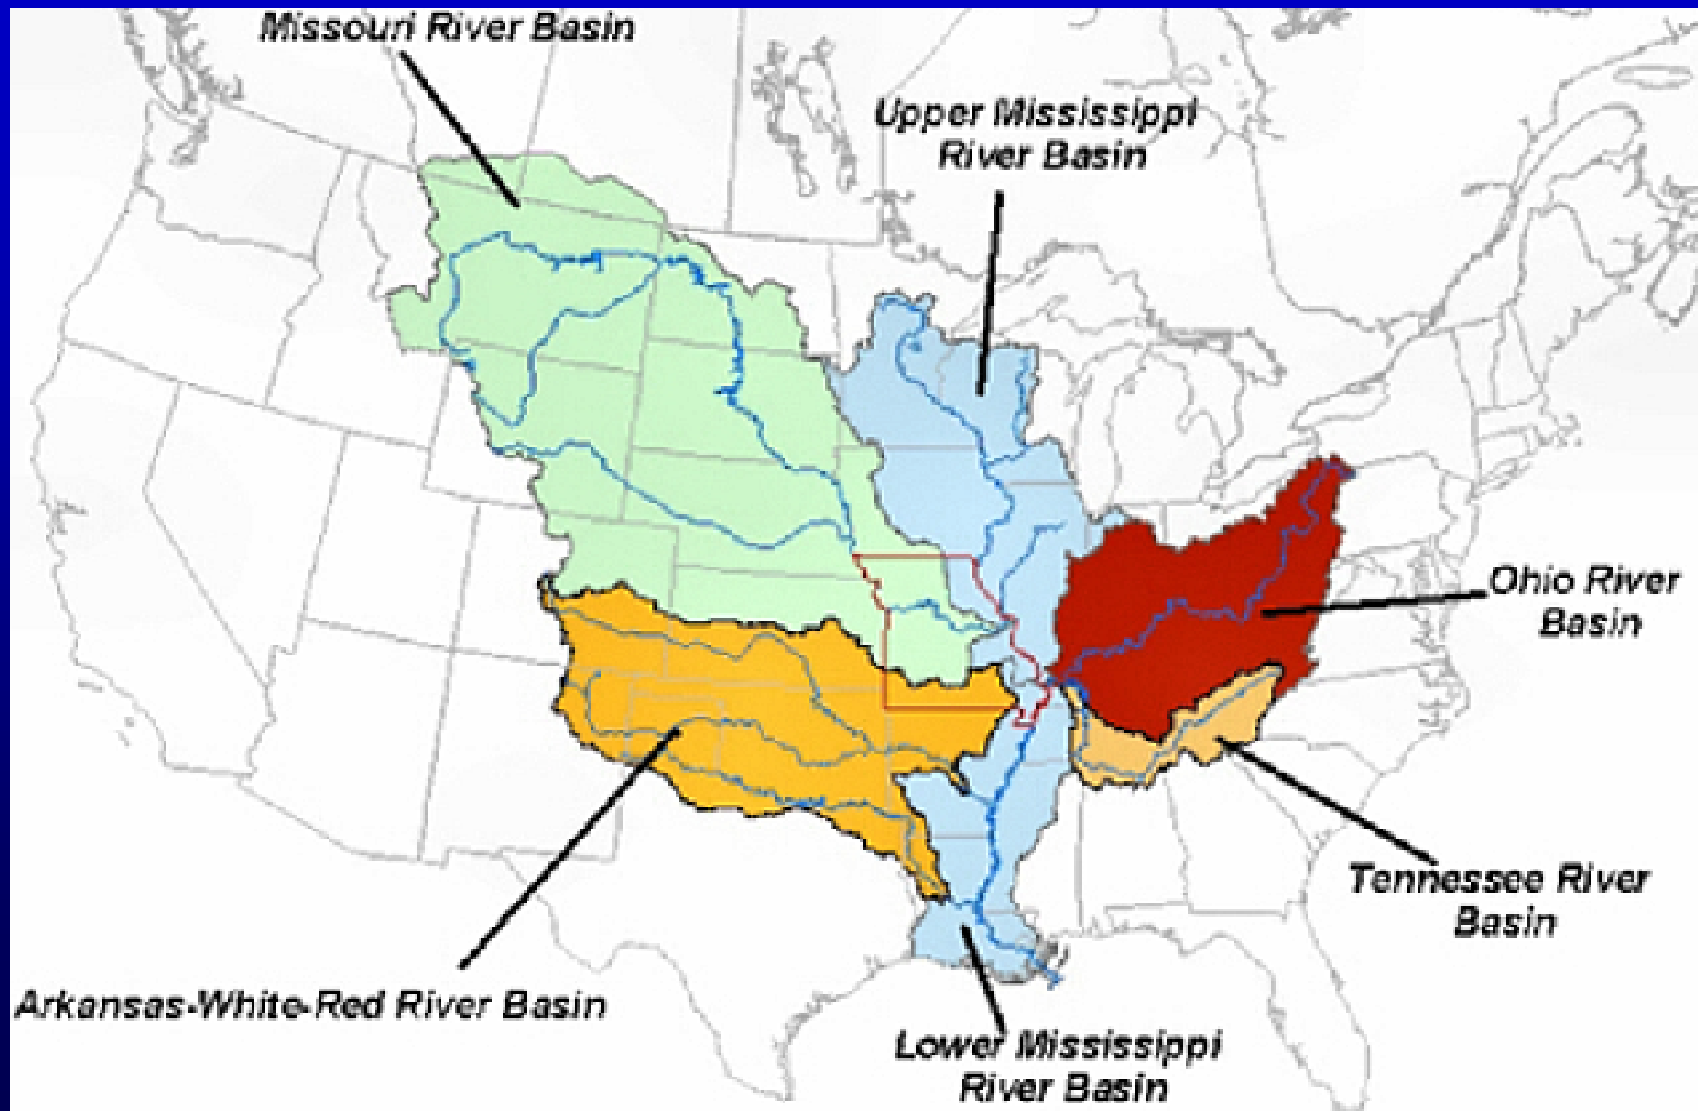 Missouri River Basin
Upper Mississippi
River Basin
Ohio River
Basin
Tennessee River
Basin
Arkansas-White-Red River Basin
Lower Mississippi
River Basin